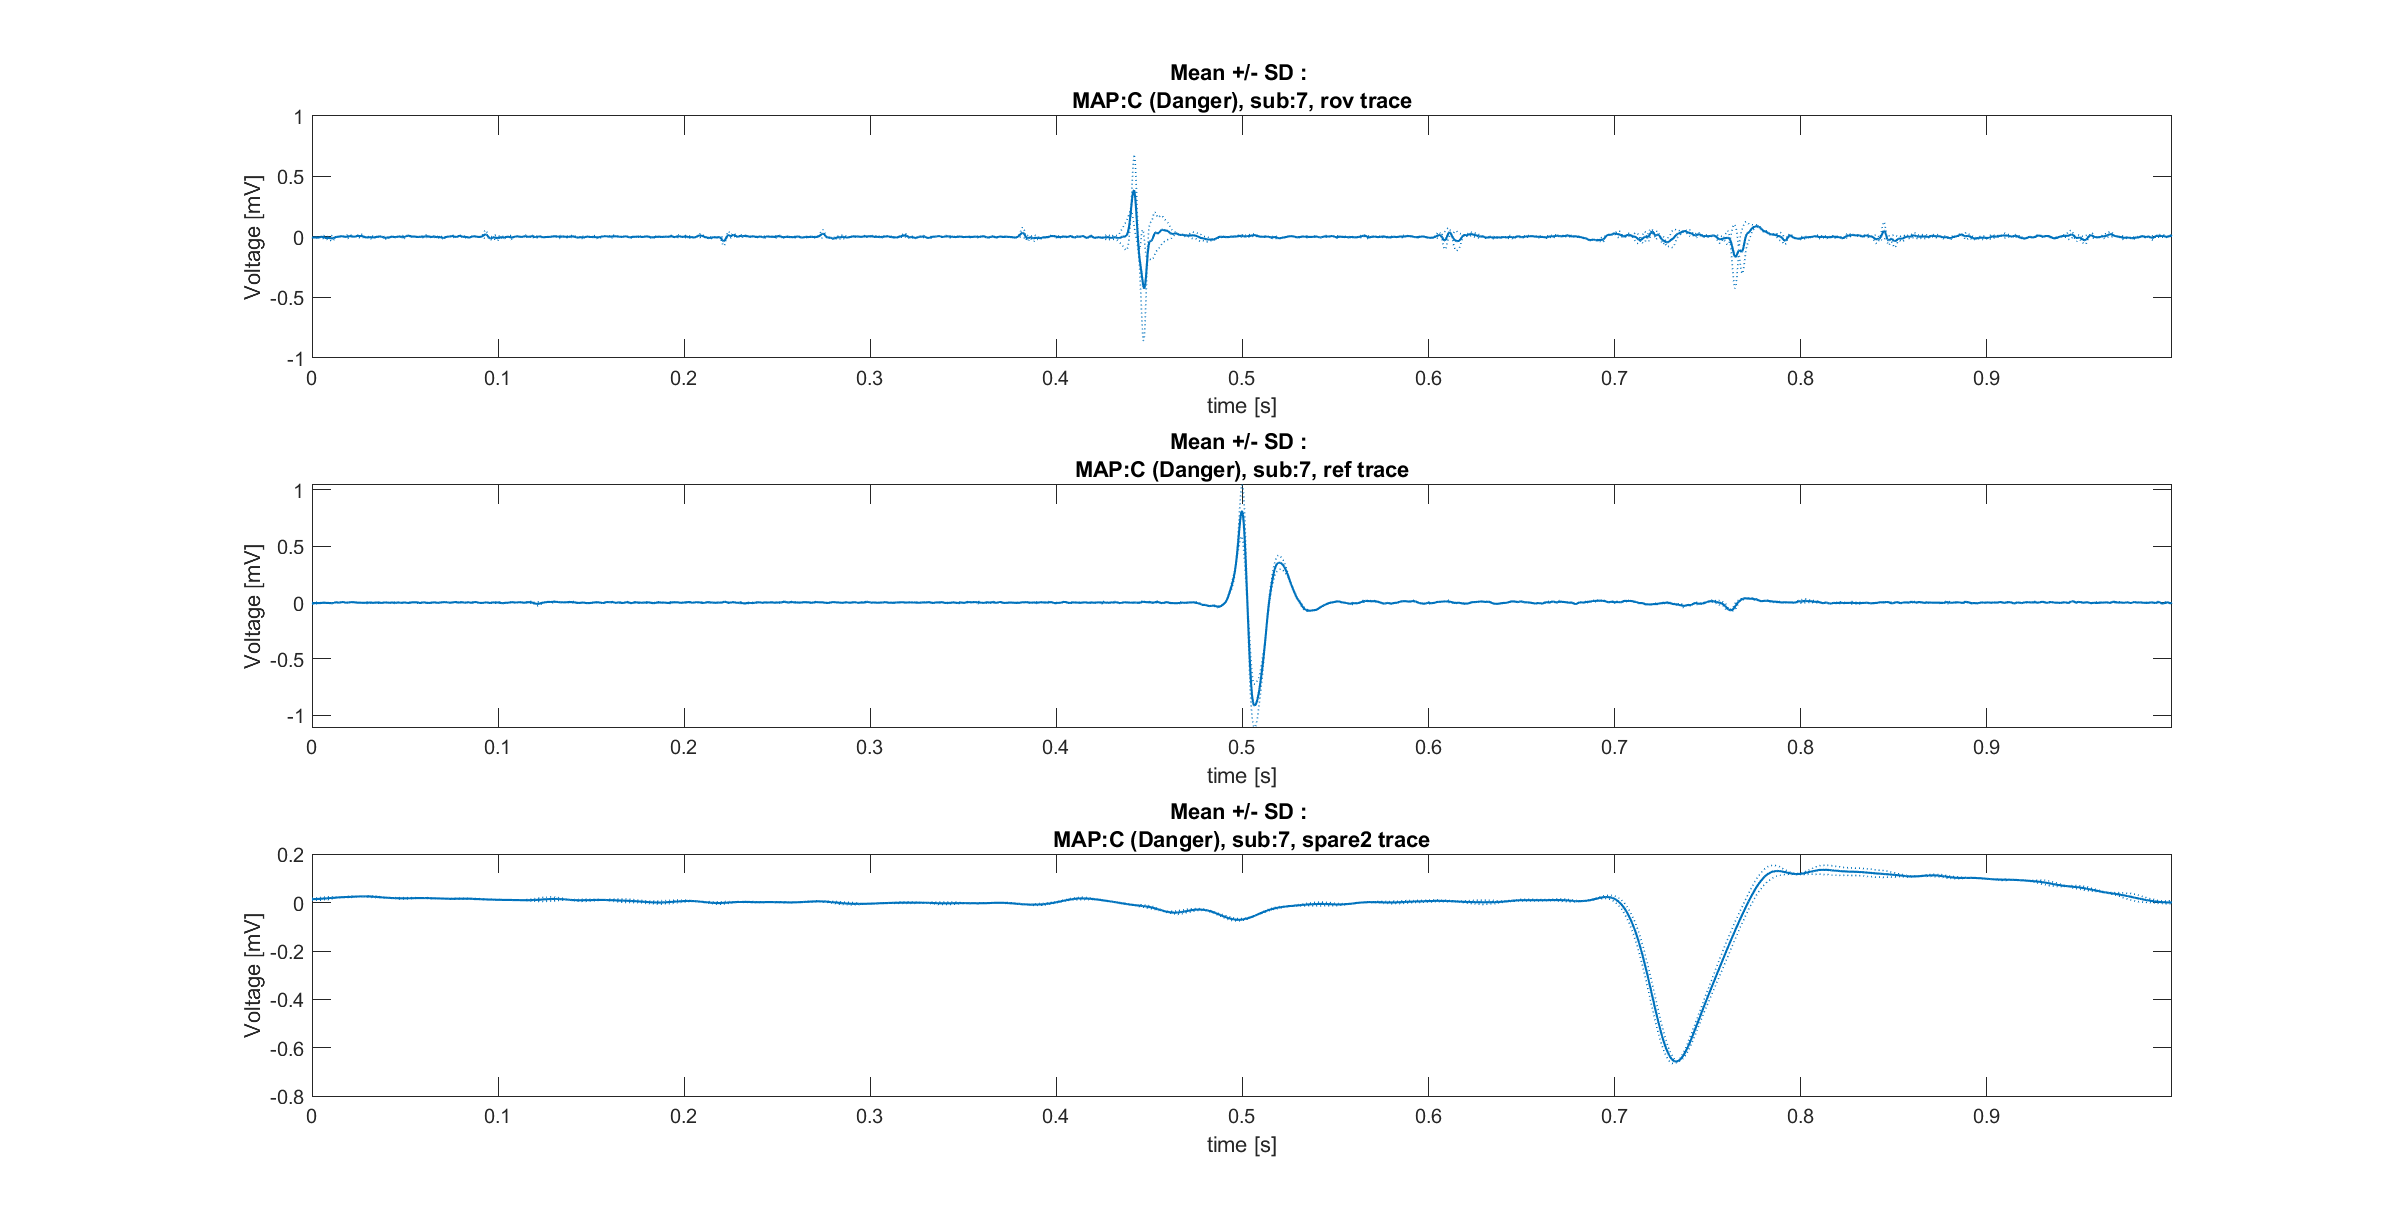 Mean +/- SD :
MAP:C (Danger), sub:7, rov trace
Voltage [mV]
1
0.5
0
-0.5
-1
0 0.1 0.2 0.3 0.4 0.5 0.6 0.7 0.8 0.9
time [s]
Mean +/- SD :
MAP:C (Danger), sub:7, ref trace
Voltage [mV]
1
0.5
0
-0.5
-1
0 0.1 0.2 0.3 0.4 0.5 0.6 0.7 0.8 0.9
time [s]
Mean +/- SD :
MAP:C (Danger), sub:7, spare2 trace
Voltage [mV]
0.2
0
-0.2
-0.4
-0.6
-0.8
0 0.1 0.2 0.3 0.4 0.5 0.6 0.7 0.8 0.9
time [s]